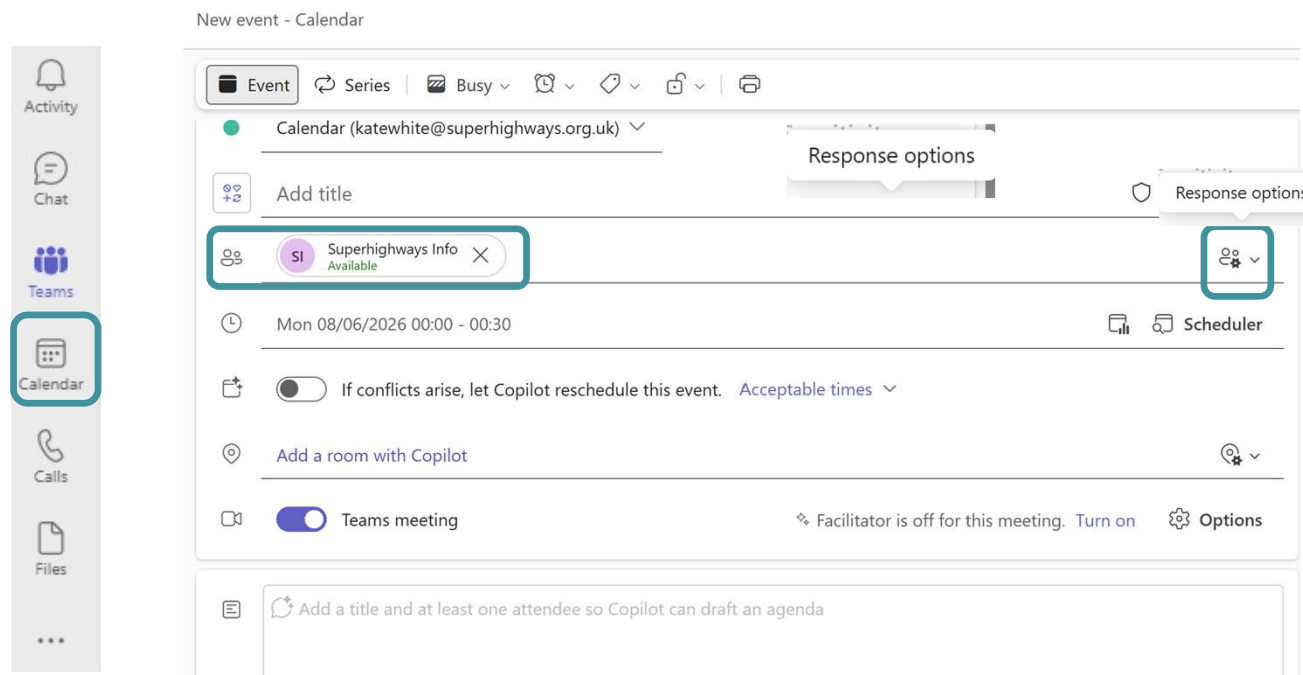 New event - Calendar
Activity
Chat
Teams
Calendar
Calls
Files
Event Series Busy
Calendar (katewhite@superhighways.org.uk)
Response options
Add title
Response options
SI Superhighways Info
Available
Mon 08/06/2026 00:00 - 00:30 Scheduler
If conflicts arise, let Copilot reschedule this event. Acceptable times
Add a room with Copilot
Teams meeting Facilitator is off for this meeting. Turn on Options
Add a title and at least one attendee so Copilot can draft an agenda